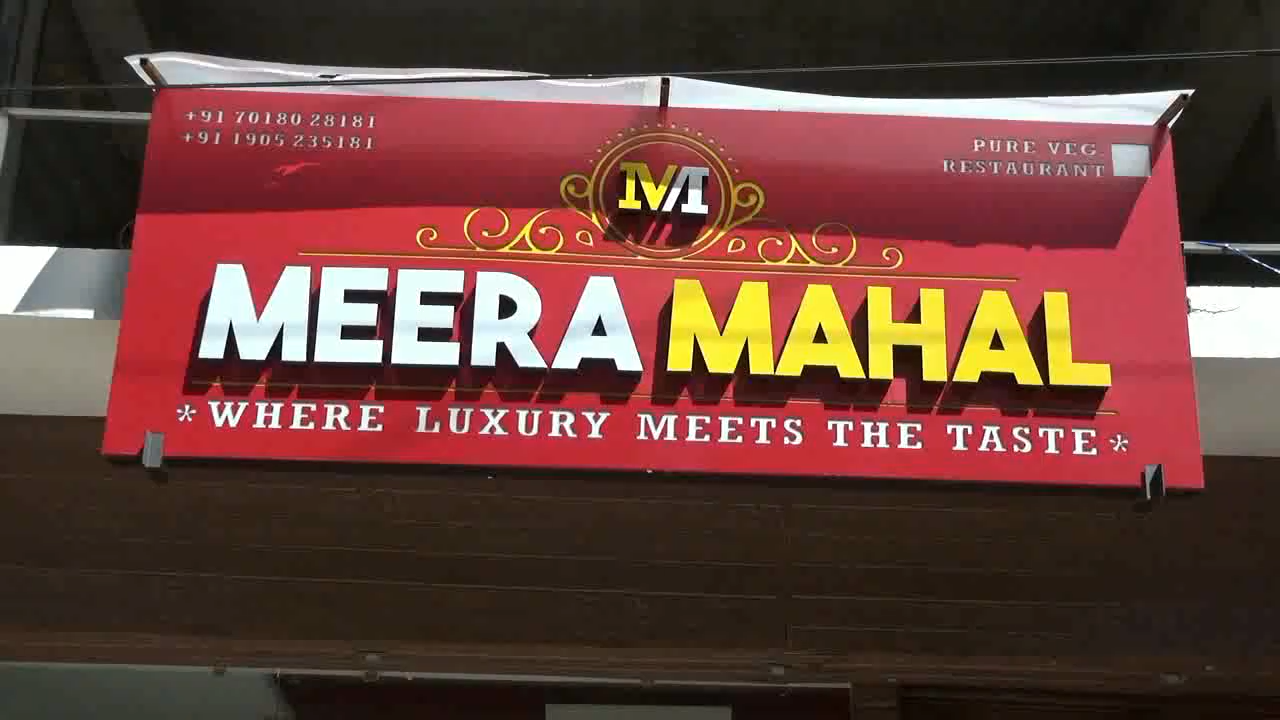 +91 70180 28181
+91 1905 235181
PURE VEG.
RESTAURANT
MM
MEERA MAHAL
*WHERE LUXURY MEETS THE TASTE*